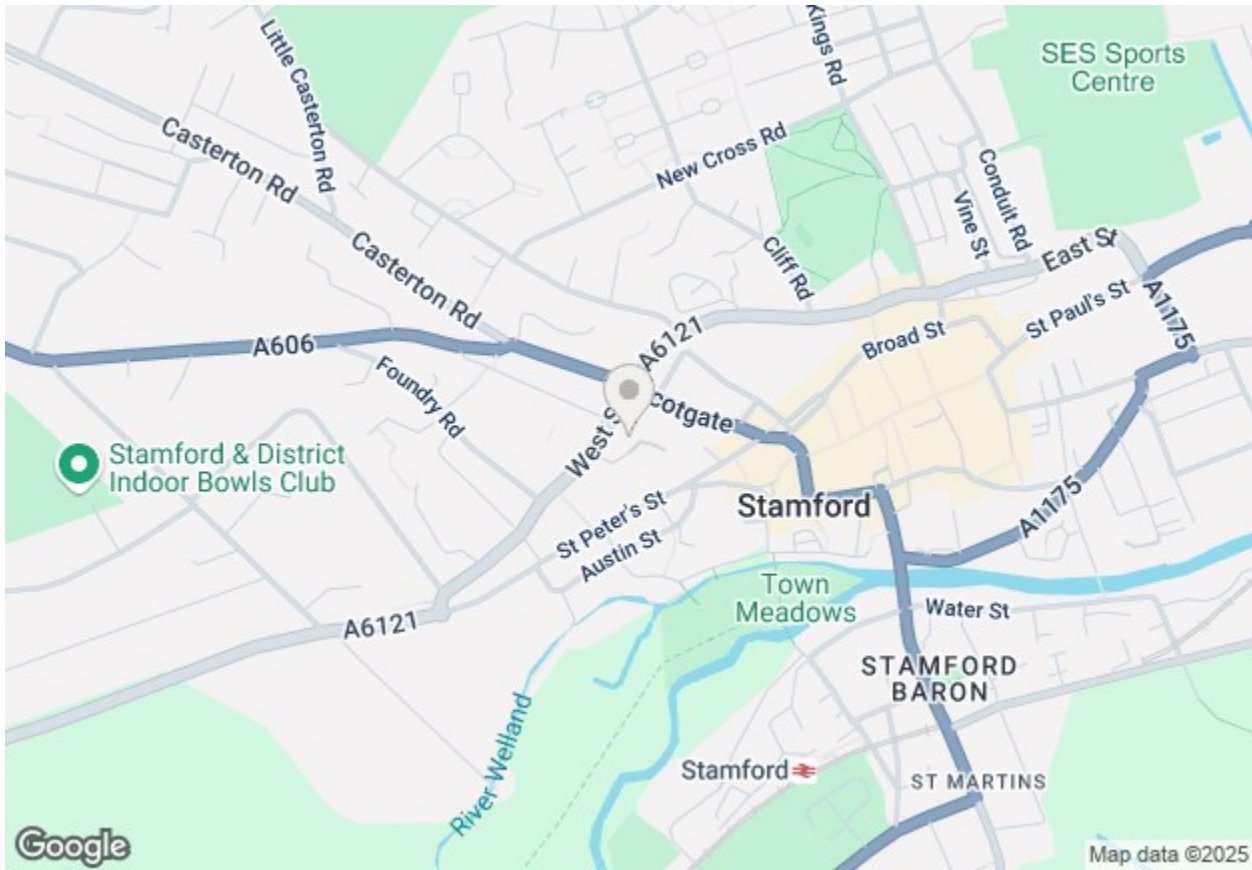 Little Casterton Rd
Kings Rd
SES Sports
Centre
Casterton Rd
New Cross Rd
Conduit Rd
Vine St
Casterton Rd
Cliff Rd
East St
A6121
St Paul's St
A1175
A606
Broad St
Foundry Rd
cotgate
West S
Stamford & District
Indoor Bowls Club
St Peter's St
Stamford
A1175
Austin St
Town
Meadows
Water St
A6121
STAMFORD
BARON
River Welland
Stamford
ST MARTINS
Google
Map data ©2025